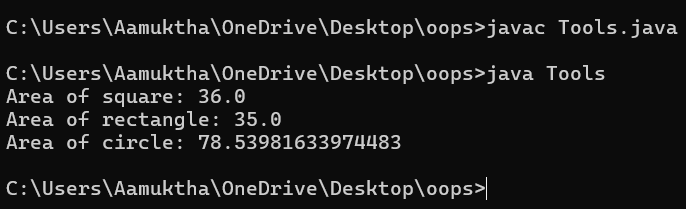 C:\Users\Aamuktha\OneDrive\Desktop\oops>javac Tools.java
C:\Users\Aamuktha\OneDrive\Desktop\oops>java Tools
Area of square: 36.0
Area of rectangle: 35.0
Area of circle: 78.53981633974483
C:\Users\Aamuktha\OneDrive\Desktop\oops>